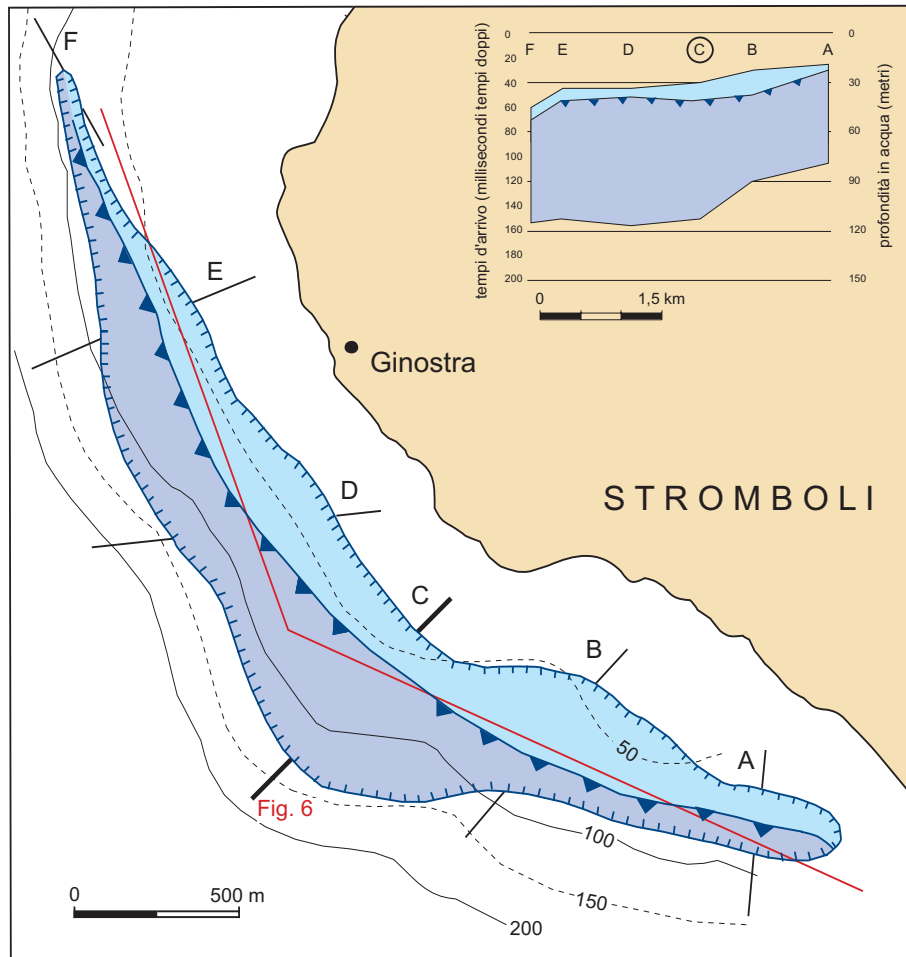 F
0
20
40
60
80
100
120
140
160
180
200
tempi d'arrivo (millisecondi tempi doppi)
F E D C B A
0
30
60
90
120
150
profondità in acqua (metri)
0 1,5 km
E
Ginostra
D
STROMBOLI
C
B
A
50
Fig. 6
100
150
200
0 500 m